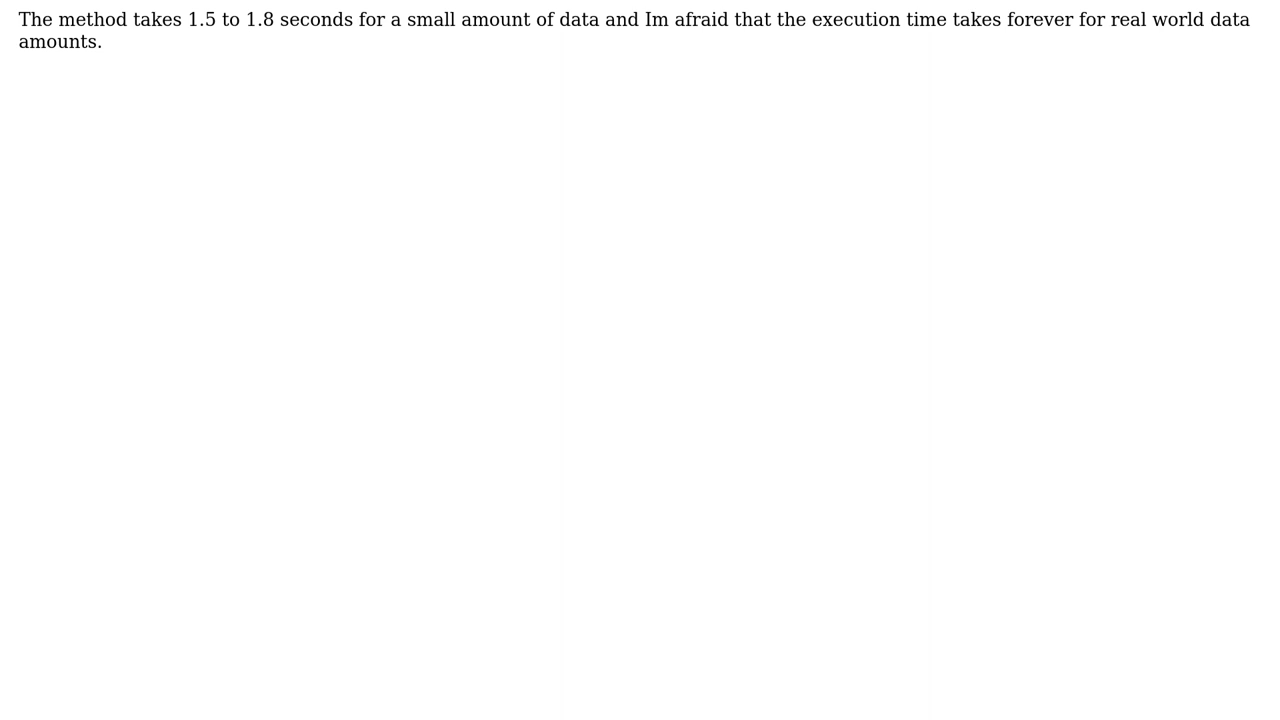 The method takes 1.5 to 1.8 seconds for a small amount of data and Im afraid that the execution time takes forever for real world data
amounts.